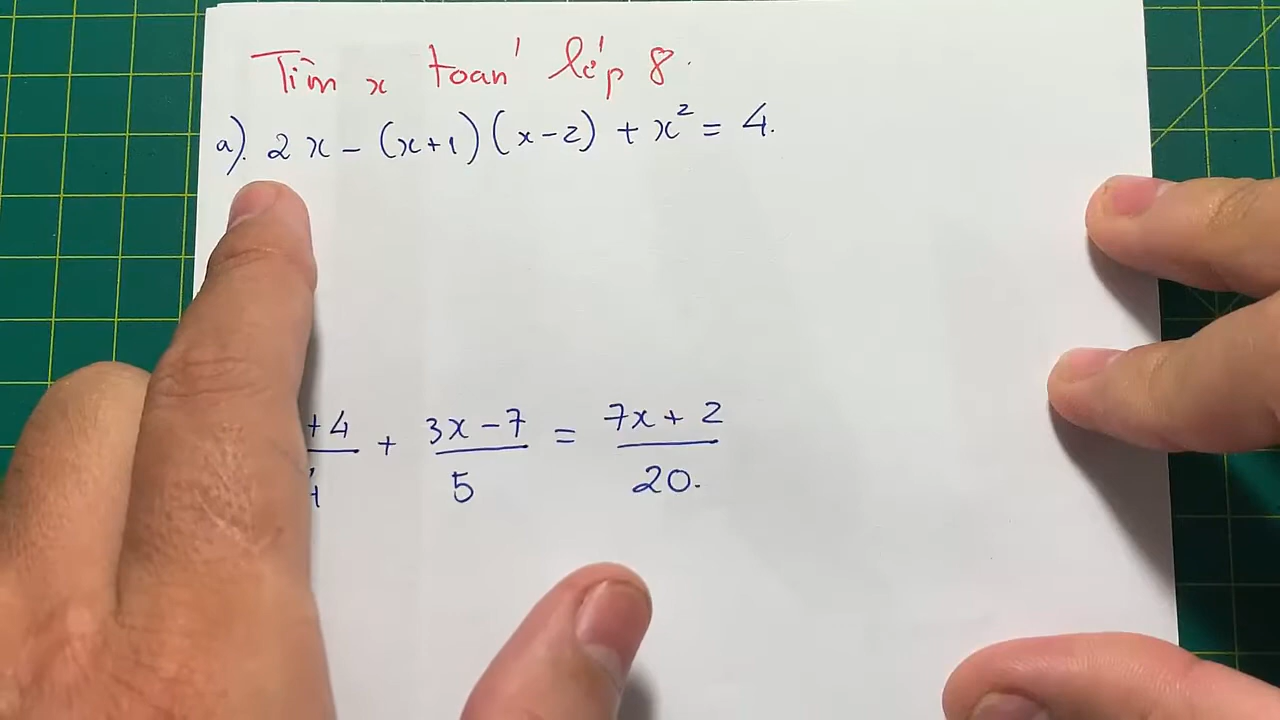 Tìm x toán lớp 8.
a). 2x - (x+1)(x-2) + x² = 4.
+4 + 3x-7 = 7x+2
5 20.